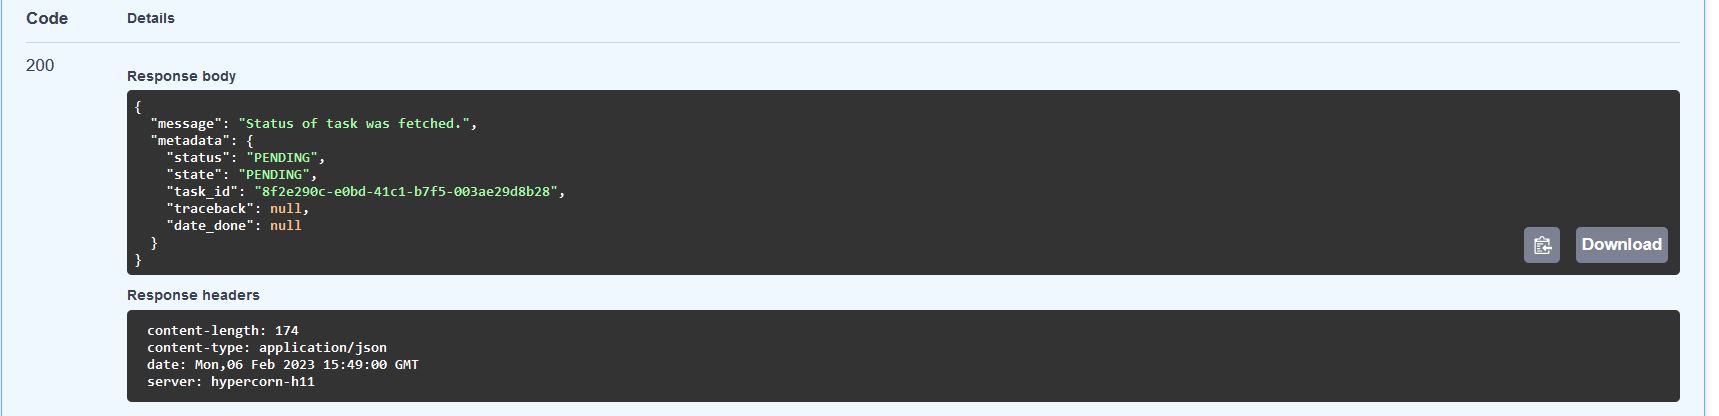 Code Details
200
Response body
{
  "message": "Status of task was fetched.",
  "metadata": {
    "status": "PENDING",
    "state": "PENDING",
    "task_id": "8f2e290c-e0bd-41c1-b7f5-003ae29d8b28",
    "traceback": null,
    "date_done": null
  }
}
Download
Response headers
content-length: 174
content-type: application/json
date: Mon,06 Feb 2023 15:49:00 GMT
server: hypercorn-h11